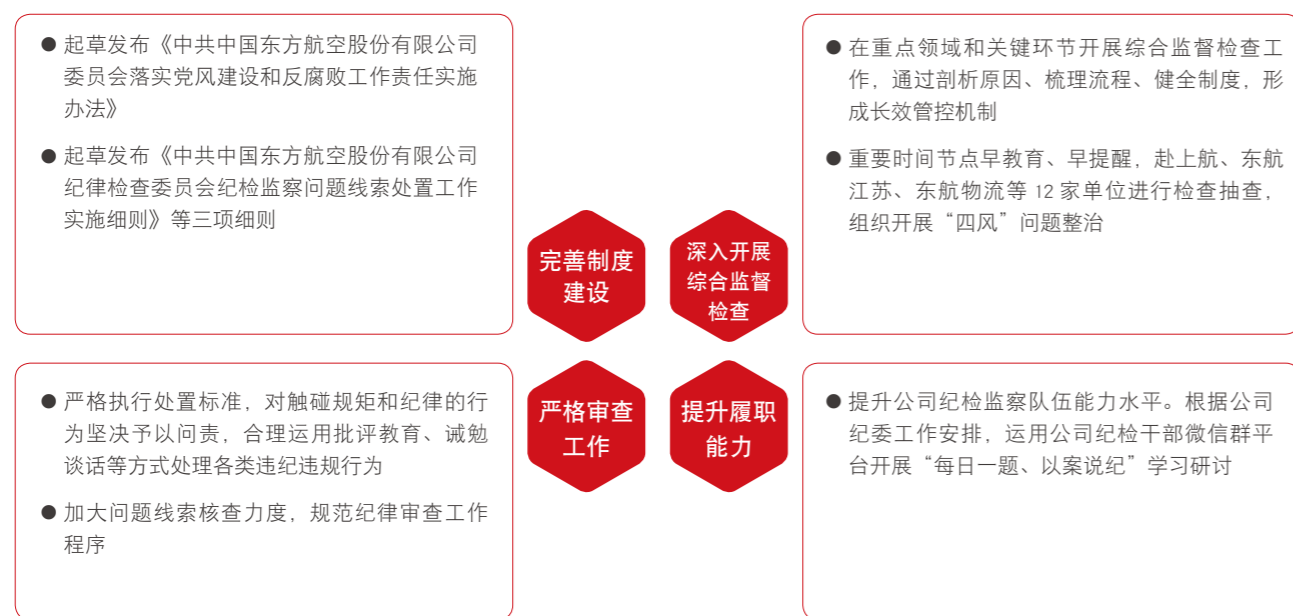 ● 起草发布《中共中国东方航空股份有限公司
委员会落实党风建设和反腐败工作责任实施
办法》
● 起草发布《中共中国东方航空股份有限公司
纪律检查委员会纪检监察问题线索处置工作
实施细则》等三项细则
完善制度
建设
深入开展
综合监督
检查
● 在重点领域和关键环节开展综合监督检查工
作，通过剖析原因、梳理流程、健全制度，形
成长效管控机制
● 重要时间节点早教育、早提醒，赴上航、东航
江苏、东航物流等 12 家单位进行检查抽查，
组织开展“四风”问题整治
● 严格执行处置标准，对触碰规矩和纪律的行
为坚决予以问责，合理运用批评教育、诫勉
谈话等方式处理各类违纪违规行为
● 加大问题线索核查力度，规范纪律审查工作
程序
严格审查
工作
提升履职
能力
● 提升公司纪检监察队伍能力水平。根据公司
纪委工作安排，运用公司纪检干部微信群平
台开展“每日一题、以案说纪”学习研讨